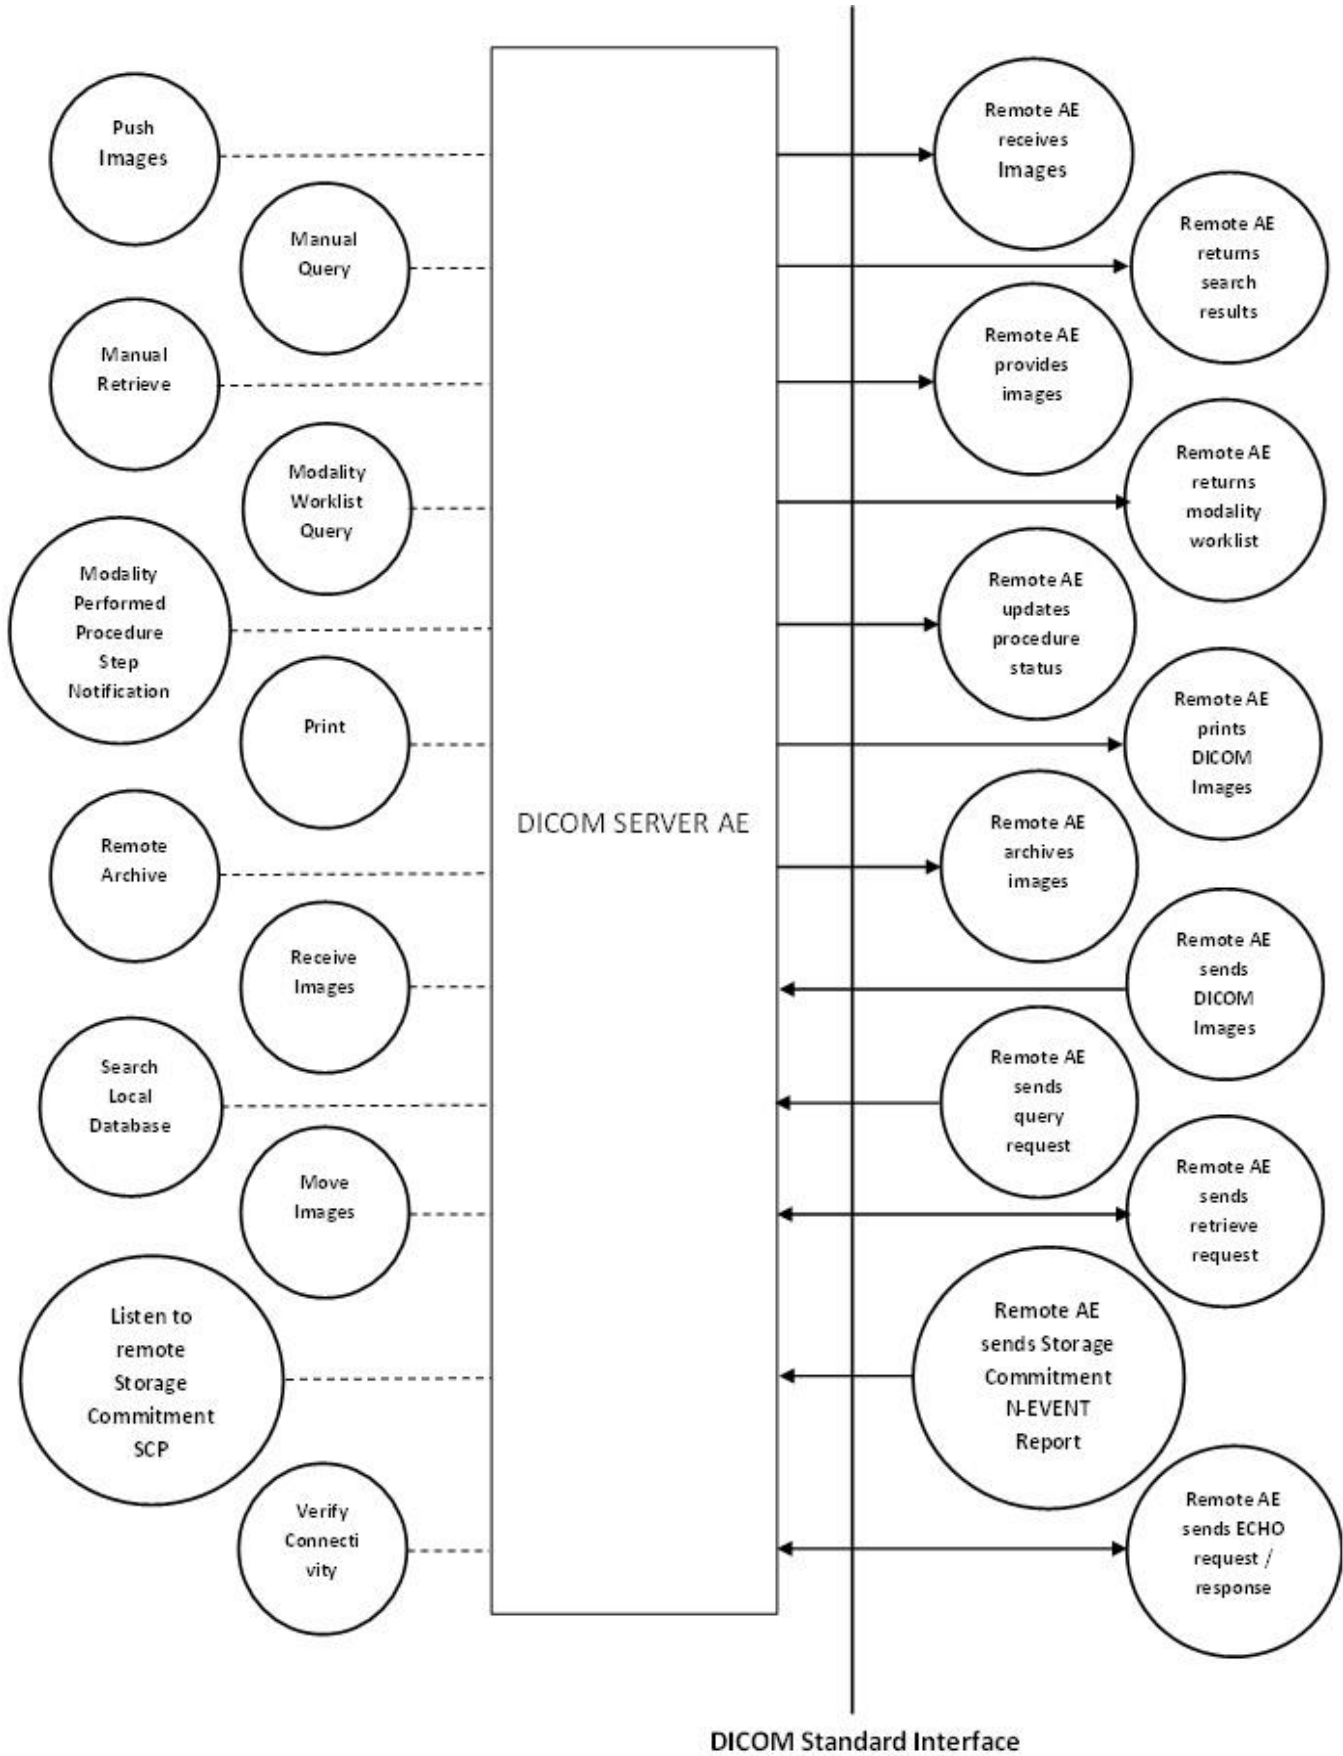 Push
Images
Manual
Query
Manual
Retrieve
Modality
Worklist
Query
Modality
Performed
Procedure
Step
Notification
Print
Remote
Archive
Receive
Images
Search
Local
Database
Move
Images
Listen to
remote
Storage
Commitment
SCP
Verify
Connecti
vity
DICOM SERVER AE
Remote AE
receives
Images
Remote AE
returns
search
results
Remote AE
provides
images
Remote AE
returns
modality
worklist
Remote AE
updates
procedure
status
Remote AE
prints
DICOM
Images
Remote AE
archives
images
Remote AE
sends
DICOM
Images
Remote AE
sends
query
request
Remote AE
sends
retrieve
request
Remote AE
sends Storage
Commitment
N-EVENT
Report
Remote AE
sends ECHO
request /
response
DICOM Standard Interface